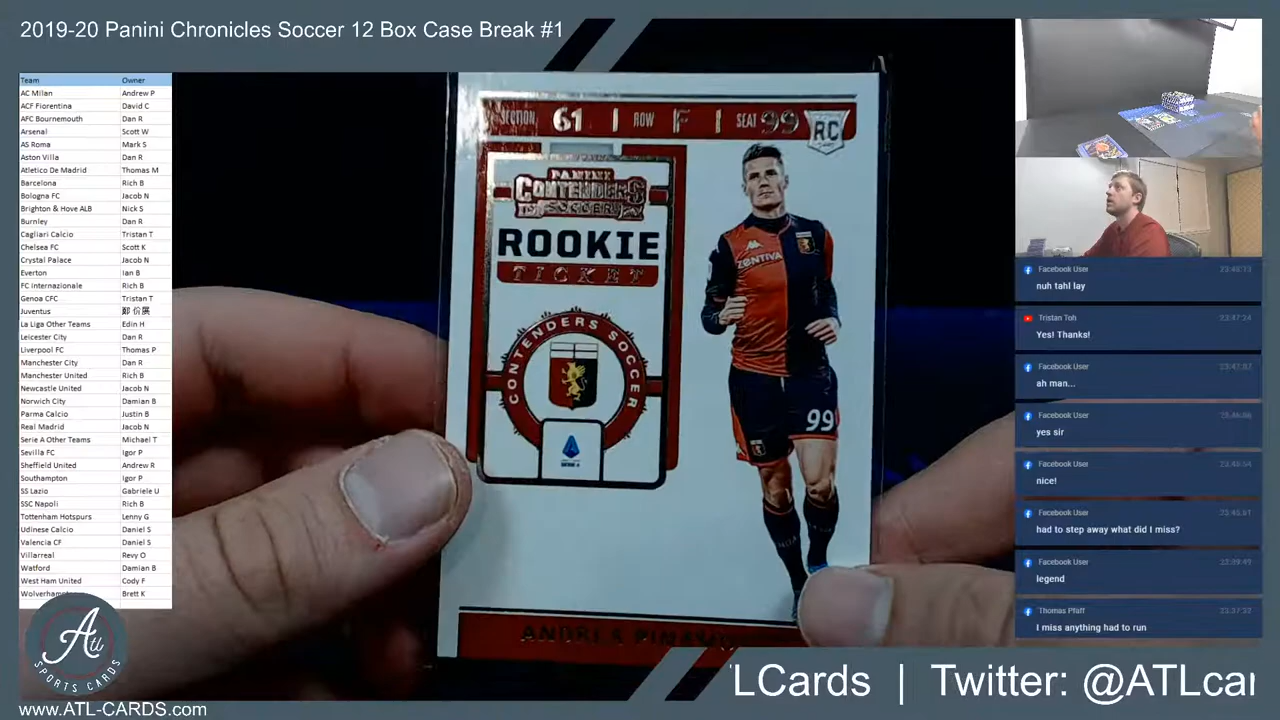 2019-20 Panini Chronicles Soccer 12 Box Case Break #1
Team Owner
AC Milan Andrew P
ACF Fiorentina David C
AFC Bournemouth Dan R
Arsenal Scott W
AS Roma Mark S
Aston Villa Dan R
Atletico De Madrid Thomas M
Barcelona Rich B
Bologna FC Jacob N
Brighton & Hove ALB Nick S
Burnley Dan R
Cagliari Calcio Tristan T
Chelsea FC Scott K
Crystal Palace Jacob N
Everton Ian B
FC Internazionale Rich B
Genoa CFC Tristan T
Juventus 鄭 份展
La Liga Other Teams Edin H
Leicester City Dan R
Liverpool FC Thomas P
Manchester City Dan R
Manchester United Rich B
Newcastle United Jacob N
Norwich City Damian B
Parma Calcio Justin B
Real Madrid Jacob N
Serie A Other Teams Michael T
Sevilla FC Igor P
Sheffield United Andrew R
Southampton Igor P
SS Lazio Gabriele U
SSC Napoli Rich B
Tottenham Hotspurs Lenny G
Udinese Calcio Daniel S
Valencia CF Daniel S
Villarreal Revy O
Watford Damian B
West Ham United Cody F
Wolverham Brett K
Atl
SPORTS CARDS
www.ATL-CARDS.com
SECTION 61 | ROW F | SEAT 99
RC
PANINI
CONTENDERS
SOCCER
ROOKIE
TICKET
CONTENDERS SOCCER
SERIE A
ZENTIVA
99
Facebook User
nuh tahl lay
Tristan Toh
Yes! Thanks!
Facebook User
ah man...
Facebook User
yes sir
Facebook User
nice!
Facebook User
had to step away what did I miss?
Facebook User
legend
Thomas Pfaff
I miss anything had to run
LCards | Twitter: @ATLcar